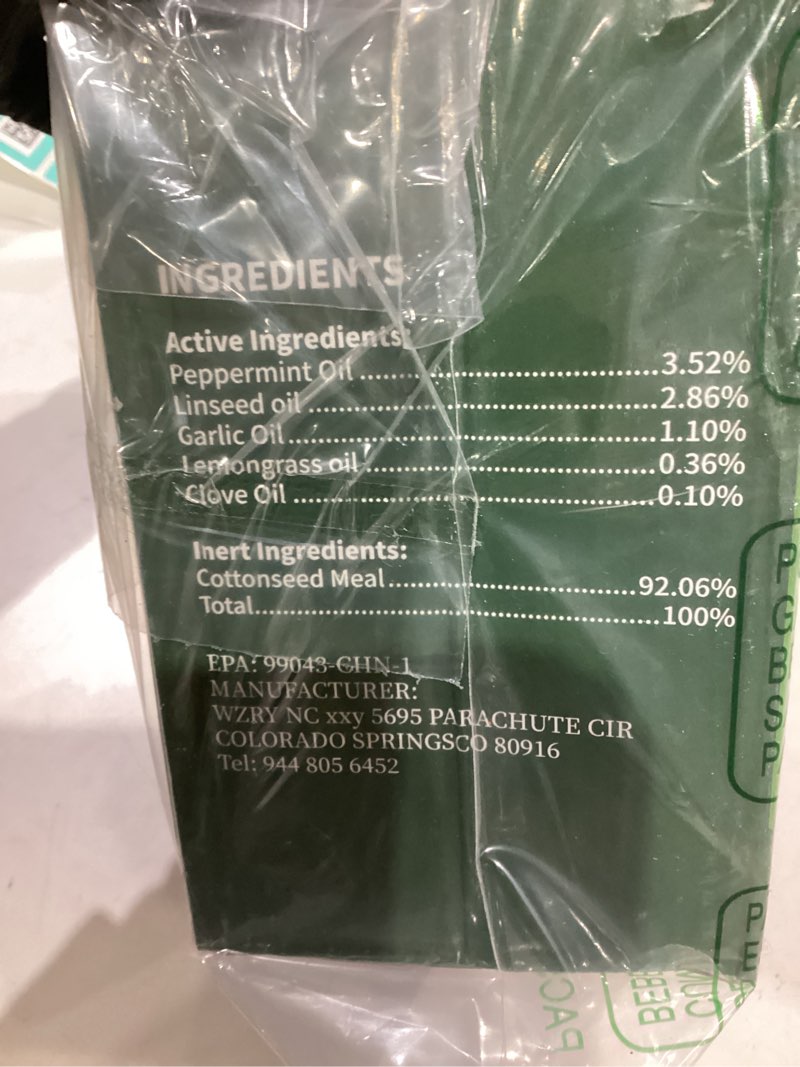 INGREDIENTS
Active Ingredients:
Peppermint Oil ........................................ 3.52%
Linseed oil ........................................ 2.86%
Garlic Oil ........................................ 1.10%
Lemongrass oil ........................................ 0.36%
Clove Oil ........................................ 0.10%
Inert Ingredients:
Cottonseed Meal ........................................ 92.06%
Total ........................................ 100%
EPA: 99043-CHN-1
MANUFACTURER:
WZRY NC xxy 5695 PARACHUTE CIR
COLORADO SPRINGSCO 80916
Tel: 944 805 6452